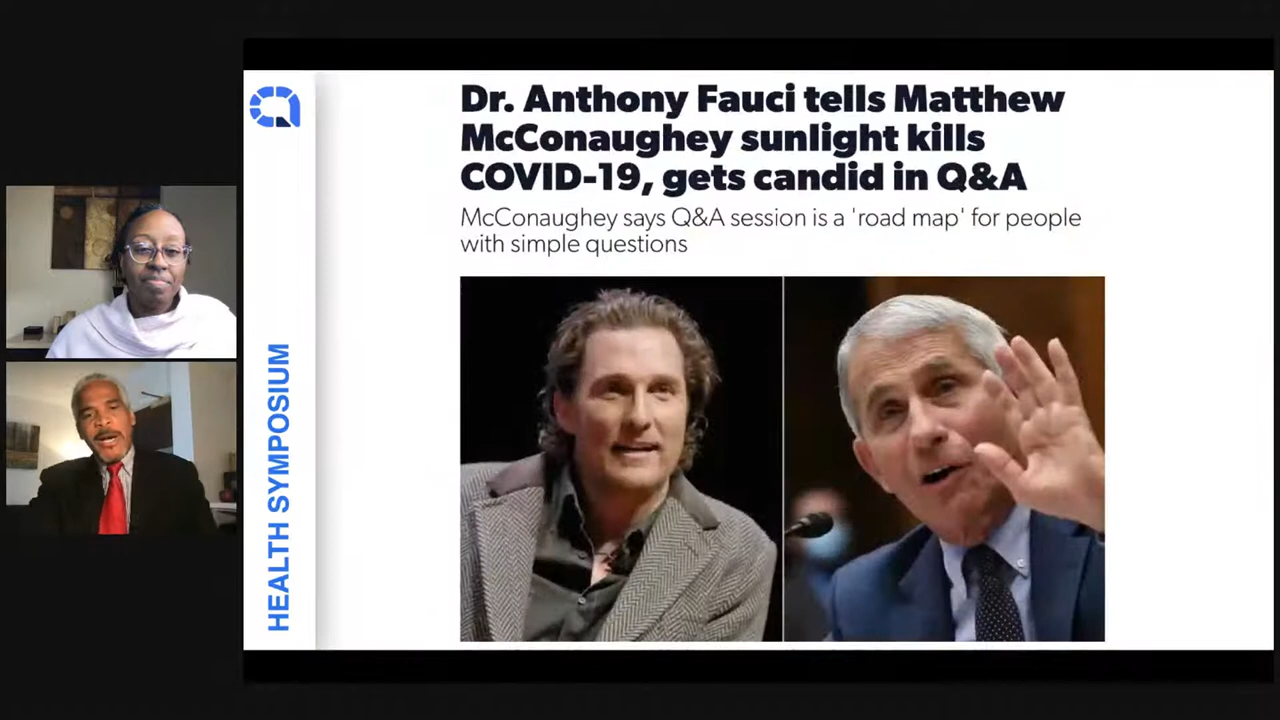 Dr. Anthony Fauci tells Matthew
McConaughey sunlight kills
COVID-19, gets candid in Q&A
McConaughey says Q&A session is a 'road map' for people
with simple questions
HEALTH SYMPOSIUM